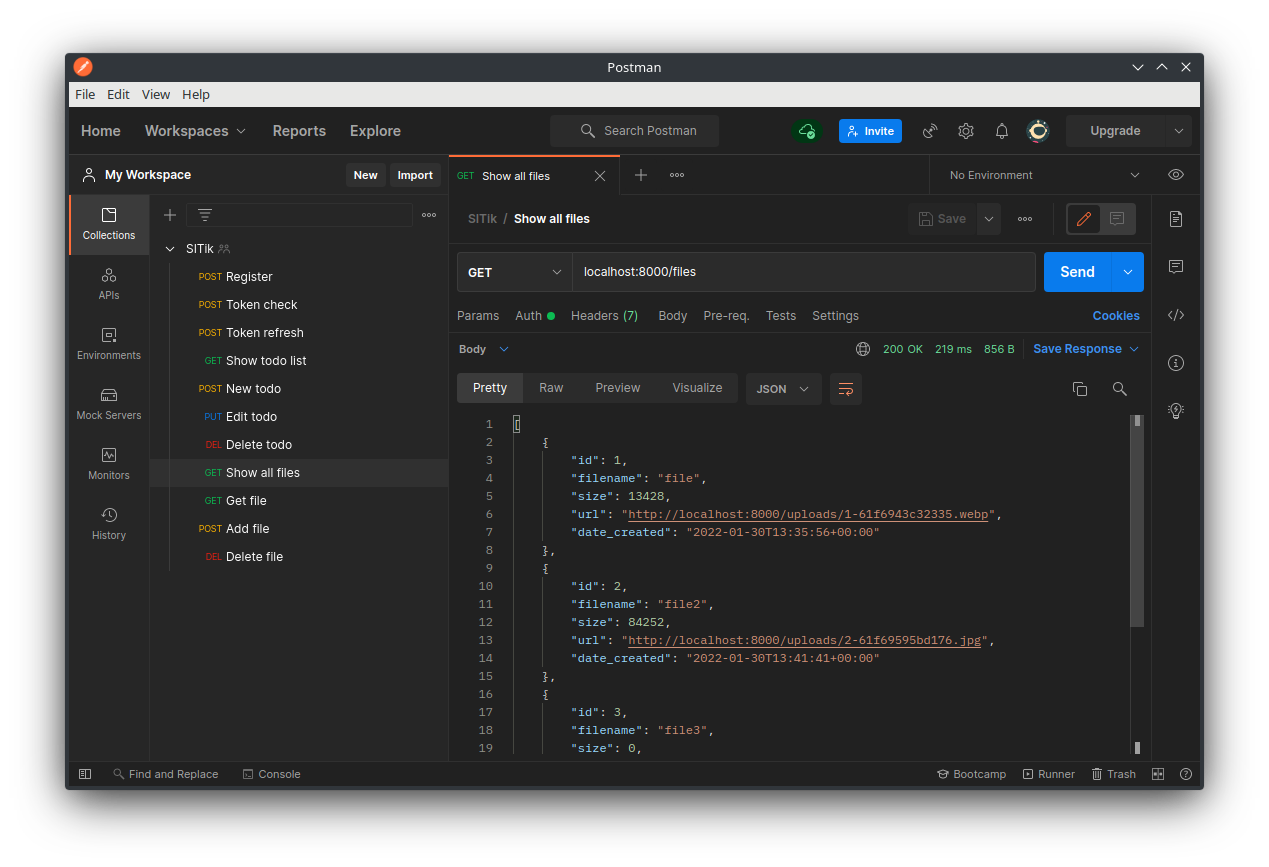 Postman
File Edit View Help
Home Workspaces Reports Explore Search Postman Invite Upgrade
My Workspace New Import
GET Show all files No Environment
Collections
APIs
Environments
Mock Servers
Monitors
History
SITik
POST Register
POST Token check
POST Token refresh
GET Show todo list
POST New todo
PUT Edit todo
DEL Delete todo
GET Show all files
GET Get file
POST Add file
DEL Delete file
SITik / Show all files Save
GET localhost:8000/files Send
Params Auth Headers (7) Body Pre-req. Tests Settings Cookies
Body 200 OK 219 ms 856 B Save Response
Pretty Raw Preview Visualize JSON
1 [
2 {
3 "id": 1,
4 "filename": "file",
5 "size": 13428,
6 "url": "http://localhost:8000/uploads/1-61f6943c32335.webp",
7 "date_created": "2022-01-30T13:35:56+00:00"
8 },
9 {
10 "id": 2,
11 "filename": "file2",
12 "size": 84252,
13 "url": "http://localhost:8000/uploads/2-61f69595bd176.jpg",
14 "date_created": "2022-01-30T13:41:41+00:00"
15 },
16 {
17 "id": 3,
18 "filename": "file3",
19 "size": 0,
Find and Replace Console Bootcamp Runner Trash